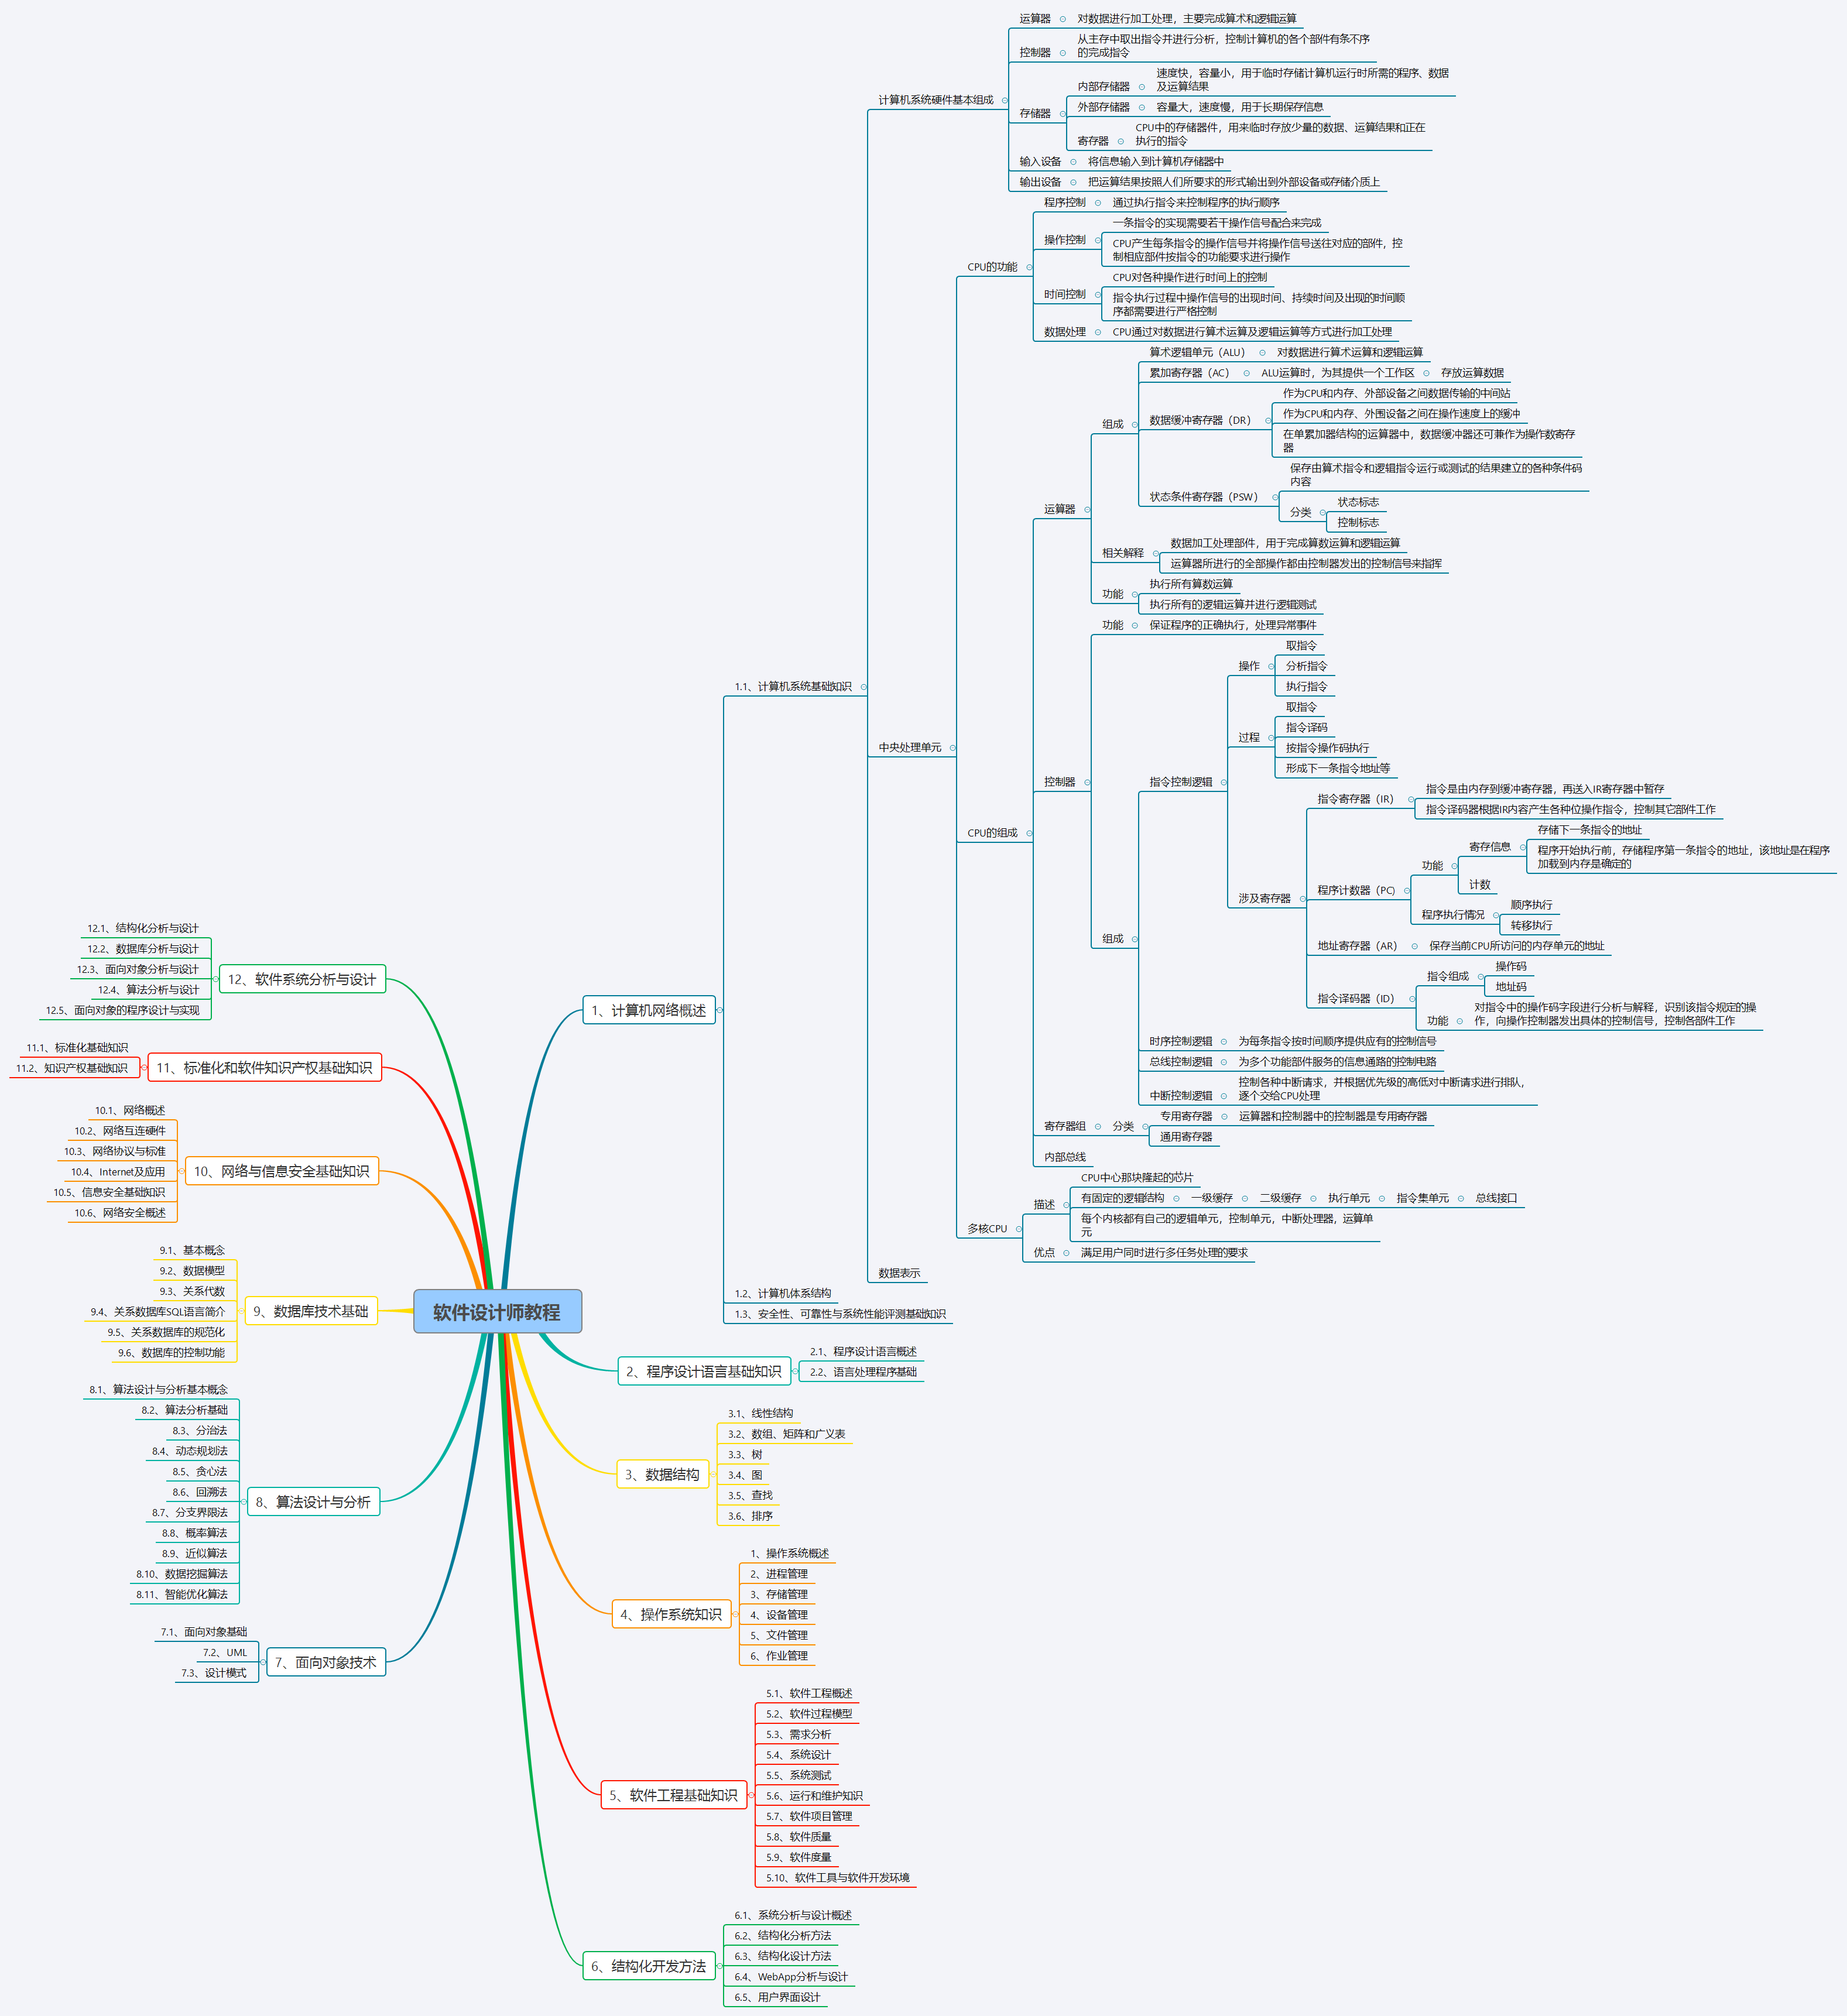 软件设计师教程
1、计算机网络概述
1.1、计算机系统基础知识
计算机系统硬件基本组成
运算器
对数据进行加工处理，主要完成算术和逻辑运算
控制器
从主存中取出指令并进行分析，控制计算机的各个部件有条不序
的完成指令
存储器
内部存储器
速度快，容量小，用于临时存储计算机运行时所需的程序、数据
及运算结果
外部存储器
容量大，速度慢，用于长期保存信息
寄存器
CPU中的存储器件，用来临时存放少量的数据、运算结果和正在
执行的指令
输入设备
将信息输入到计算机存储器中
输出设备
把运算结果按照人们所要求的形式输出到外部设备或存储介质上
中央处理单元
CPU的功能
程序控制
通过执行指令来控制程序的执行顺序
操作控制
一条指令的实现需要若干操作信号配合来完成
CPU产生每条指令的操作信号并将操作信号送往对应的部件，控
制相应部件按指令的功能要求进行操作
时间控制
CPU对各种操作进行时间上的控制
指令执行过程中操作信号的出现时间、持续时间及出现的时间顺
序都需要进行严格控制
数据处理
CPU通过对数据进行算术运算及逻辑运算等方式进行加工处理
CPU的组成
运算器
组成
算术逻辑单元（ALU）
对数据进行算术运算和逻辑运算
累加寄存器（AC）
ALU运算时，为其提供一个工作区
存放运算数据
数据缓冲寄存器（DR）
作为CPU和内存、外部设备之间数据传输的中间站
作为CPU和内存、外围设备之间在操作速度上的缓冲
在单累加器结构的运算器中，数据缓冲器还可兼作为操作数寄存
器
状态条件寄存器（PSW）
保存由算术指令和逻辑指令运行或测试的结果建立的各种条件码
内容
分类
状态标志
控制标志
相关解释
数据加工处理部件，用于完成算数运算和逻辑运算
运算器所进行的全部操作都由控制器发出的控制信号来指挥
功能
执行所有算数运算
执行所有的逻辑运算并进行逻辑测试
控制器
功能
保证程序的正确执行，处理异常事件
组成
指令控制逻辑
操作
取指令
分析指令
执行指令
过程
取指令
指令译码
按指令操作码执行
形成下一条指令地址等
涉及寄存器
指令寄存器（IR）
指令是由内存到缓冲寄存器，再送入IR寄存器中暂存
指令译码器根据IR内容产生各种位操作指令，控制其它部件工作
程序计数器（PC）
功能
寄存信息
存储下一条指令的地址
程序开始执行前，存储程序第一条指令的地址，该地址是在程序
加载到内存是确定的
计数
程序执行情况
顺序执行
转移执行
地址寄存器（AR）
保存当前CPU所访问的内存单元的地址
指令译码器（ID）
指令组成
操作码
地址码
功能
对指令中的操作码字段进行分析与解释，识别该指令规定的操
作，向操作控制器发出具体的控制信号，控制各部件工作
时序控制逻辑
为每条指令按时间顺序提供应有的控制信号
总线控制逻辑
为多个功能部件服务的信息通路的控制电路
中断控制逻辑
控制各种中断请求，并根据优先级的高低对中断请求进行排队，
逐个交给CPU处理
寄存器组
分类
专用寄存器
运算器和控制器中的控制器是专用寄存器
通用寄存器
内部总线
多核CPU
描述
CPU中心那块隆起的芯片
有固定的逻辑结构
一级缓存
二级缓存
执行单元
指令集单元
总线接口
每个内核都有自己的逻辑单元，控制单元，中断处理器，运算单
元
优点
满足用户同时进行多任务处理的要求
数据表示
1.2、计算机体系结构
1.3、安全性、可靠性与系统性能评测基础知识
2、程序设计语言基础知识
2.1、程序设计语言概述
2.2、语言处理程序基础
3、数据结构
3.1、线性结构
3.2、数组、矩阵和广义表
3.3、树
3.4、图
3.5、查找
3.6、排序
4、操作系统知识
1、操作系统概述
2、进程管理
3、存储管理
4、设备管理
5、文件管理
6、作业管理
5、软件工程基础知识
5.1、软件工程概述
5.2、软件过程模型
5.3、需求分析
5.4、系统设计
5.5、系统测试
5.6、运行和维护知识
5.7、软件项目管理
5.8、软件质量
5.9、软件度量
5.10、软件工具与软件开发环境
6、结构化开发方法
6.1、系统分析与设计概述
6.2、结构化分析方法
6.3、结构化设计方法
6.4、WebApp分析与设计
6.5、用户界面设计
7、面向对象技术
7.1、面向对象基础
7.2、UML
7.3、设计模式
8、算法设计与分析
8.1、算法设计与分析基本概念
8.2、算法分析基础
8.3、分治法
8.4、动态规划法
8.5、贪心法
8.6、回溯法
8.7、分支界限法
8.8、概率算法
8.9、近似算法
8.10、数据挖掘算法
8.11、智能优化算法
9、数据库技术基础
9.1、基本概念
9.2、数据模型
9.3、关系代数
9.4、关系数据库SQL语言简介
9.5、关系数据库的规范化
9.6、数据库的控制功能
10、网络与信息安全基础知识
10.1、网络概述
10.2、网络互连硬件
10.3、网络协议与标准
10.4、Internet及应用
10.5、信息安全基础知识
10.6、网络安全概述
11、标准化和软件知识产权基础知识
11.1、标准化基础知识
11.2、知识产权基础知识
12、软件系统分析与设计
12.1、结构化分析与设计
12.2、数据库分析与设计
12.3、面向对象分析与设计
12.4、算法分析与设计
12.5、面向对象的程序设计与实现